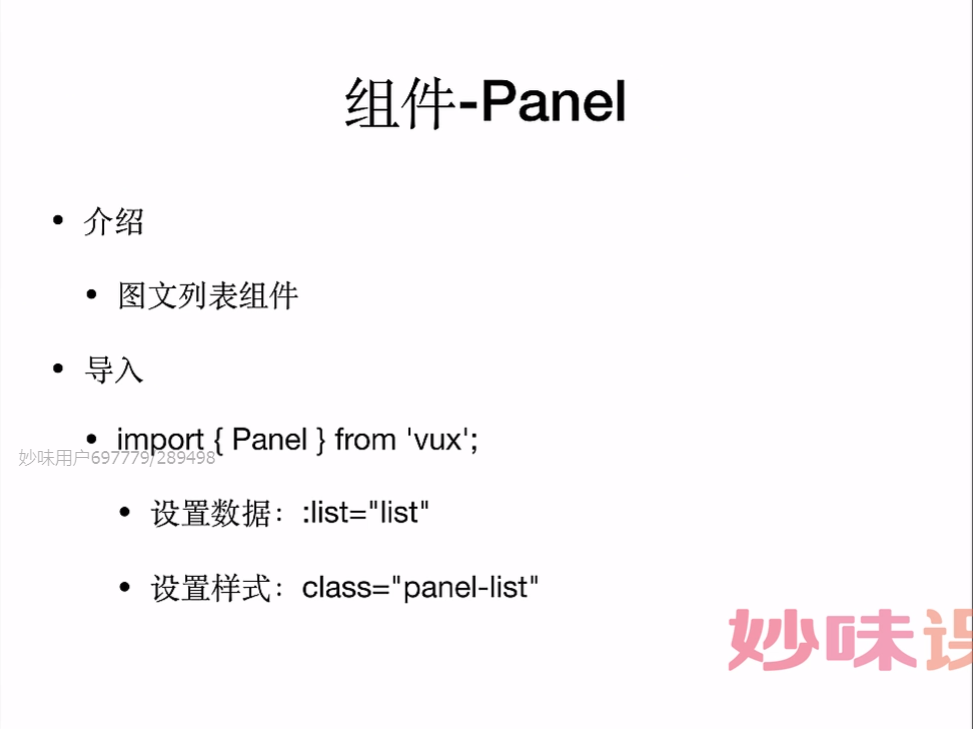 组件-Panel
• 介绍
• 图文列表组件
• 导入
• import { Panel } from 'vux';
妙味用户697779/289498
• 设置数据：:list="list"
• 设置样式：class="panel-list"
妙味设